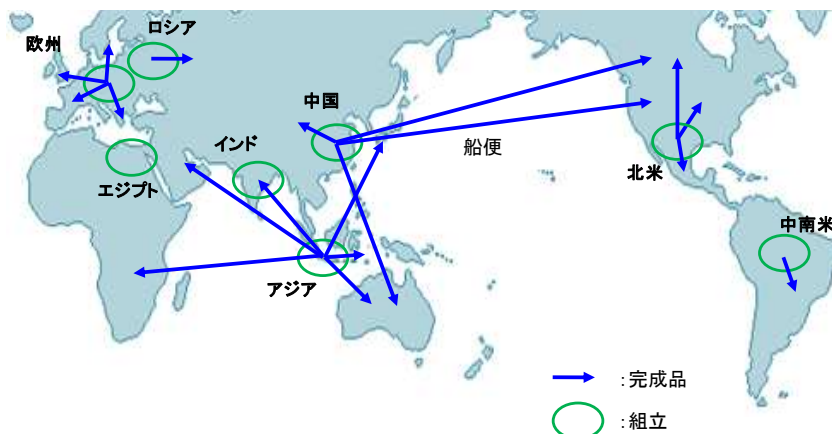 欧州
ロシア
中国
インド
エジプト
アジア
船便
北米
中南米
:完成品
:組立